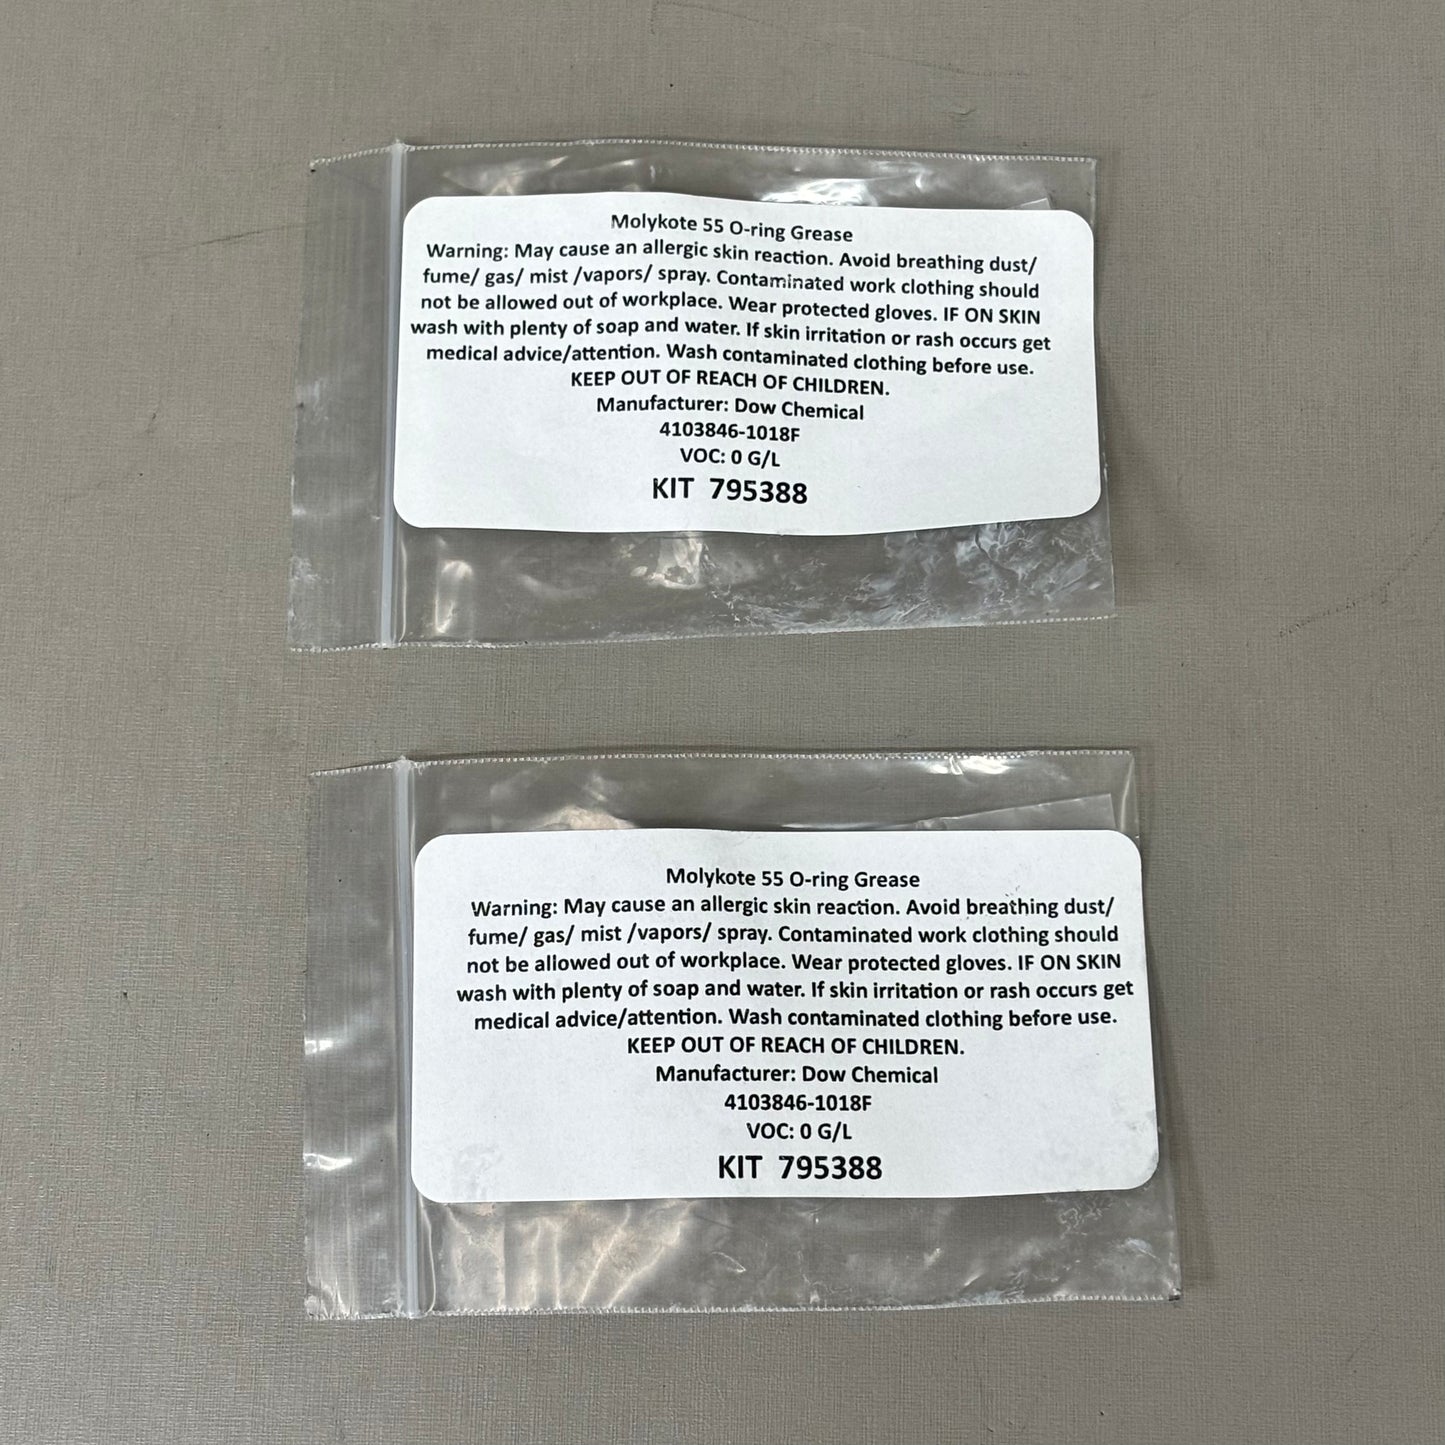 Molykote 55 O-ring Grease
Warning: May cause an allergic skin reaction. Avoid breathing dust/
fume/ gas/ mist /vapors/ spray. Contaminated work clothing should
not be allowed out of workplace. Wear protected gloves. IF ON SKIN
wash with plenty of soap and water. If skin irritation or rash occurs get
medical advice/attention. Wash contaminated clothing before use.
KEEP OUT OF REACH OF CHILDREN.
Manufacturer: Dow Chemical
4103846-1018F
VOC: 0 G/L
KIT 795388
Molykote 55 O-ring Grease
Warning: May cause an allergic skin reaction. Avoid breathing dust/
fume/ gas/ mist /vapors/ spray. Contaminated work clothing should
not be allowed out of workplace. Wear protected gloves. IF ON SKIN
wash with plenty of soap and water. If skin irritation or rash occurs get
medical advice/attention. Wash contaminated clothing before use.
KEEP OUT OF REACH OF CHILDREN.
Manufacturer: Dow Chemical
4103846-1018F
VOC: 0 G/L
KIT 795388